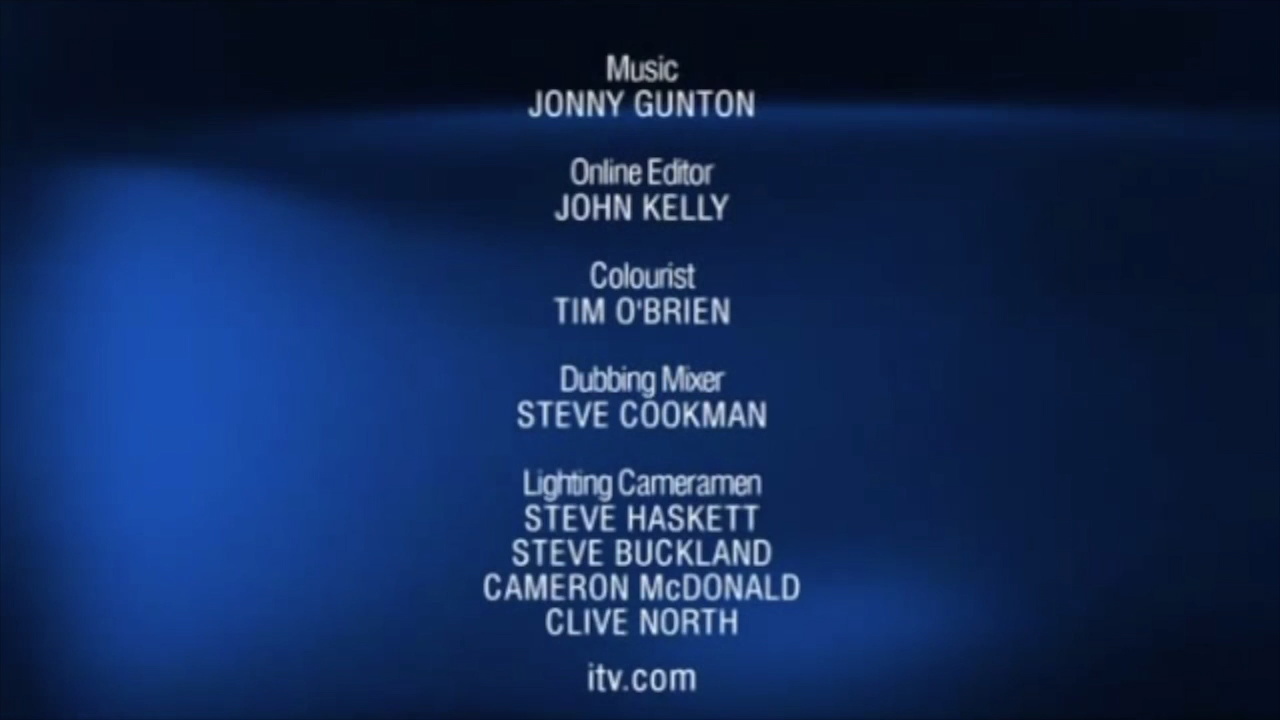 Music
JONNY GUNTON
Online Editor
JOHN KELLY
Colourist
TIM O'BRIEN
Dubbing Mixer
STEVE COOKMAN
Lighting Cameramen
STEVE HASKETT
STEVE BUCKLAND
CAMERON McDONALD
CLIVE NORTH
itv.com